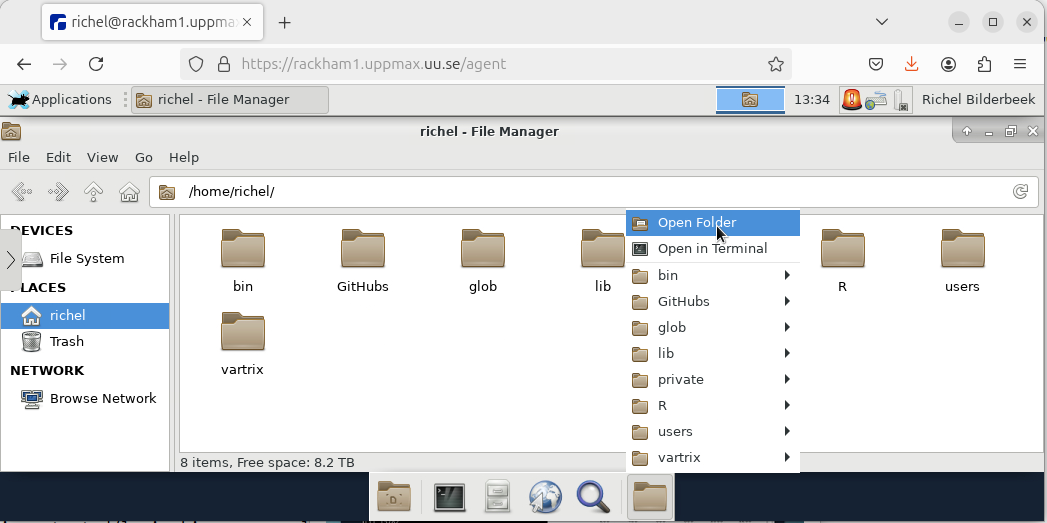 richel@rackham1.uppma
https://rackham1.uppmax.uu.se/agent
Applications
richel - File Manager
13:34
Richel Bilderbeek
richel - File Manager
File Edit View Go Help
/home/richel/
DEVICES
File System
PLACES
richel
Trash
NETWORK
Browse Network
bin GitHubs glob lib R users
vartrix
Open Folder
Open in Terminal
bin
GitHubs
glob
lib
private
R
users
vartrix
8 items, Free space: 8.2 TB